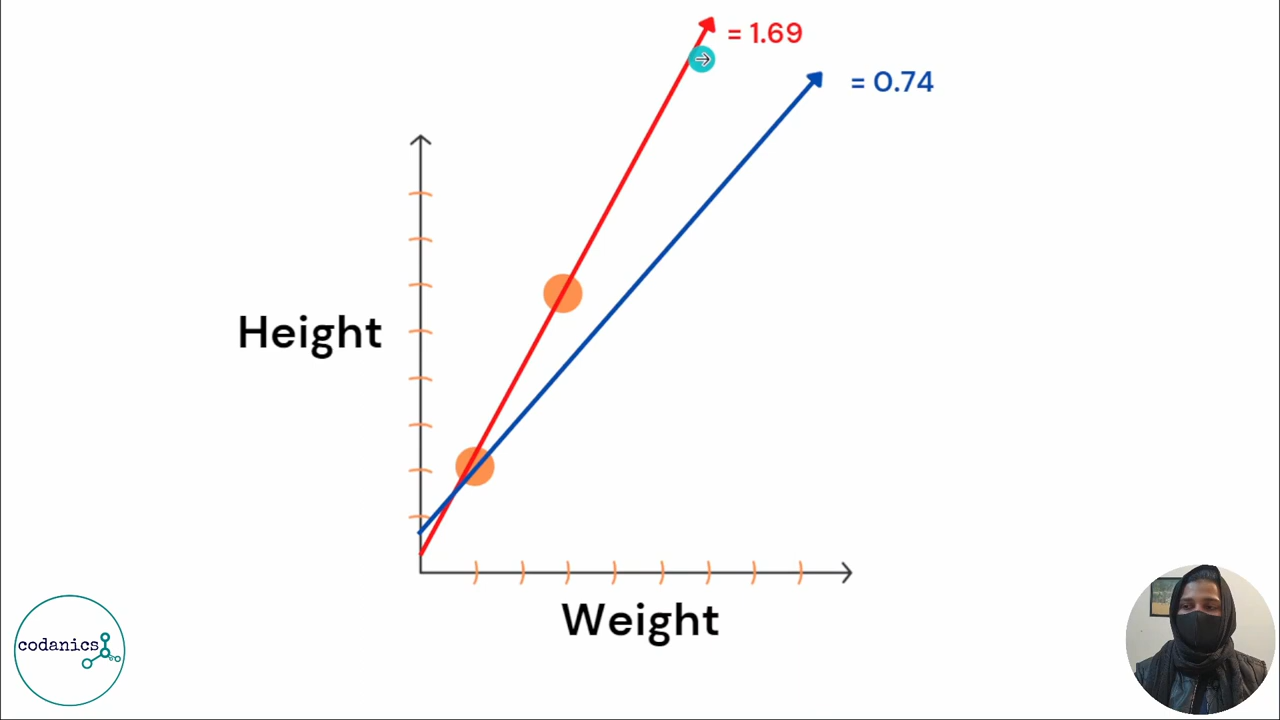 = 1.69
= 0.74
Height
Weight
codanics